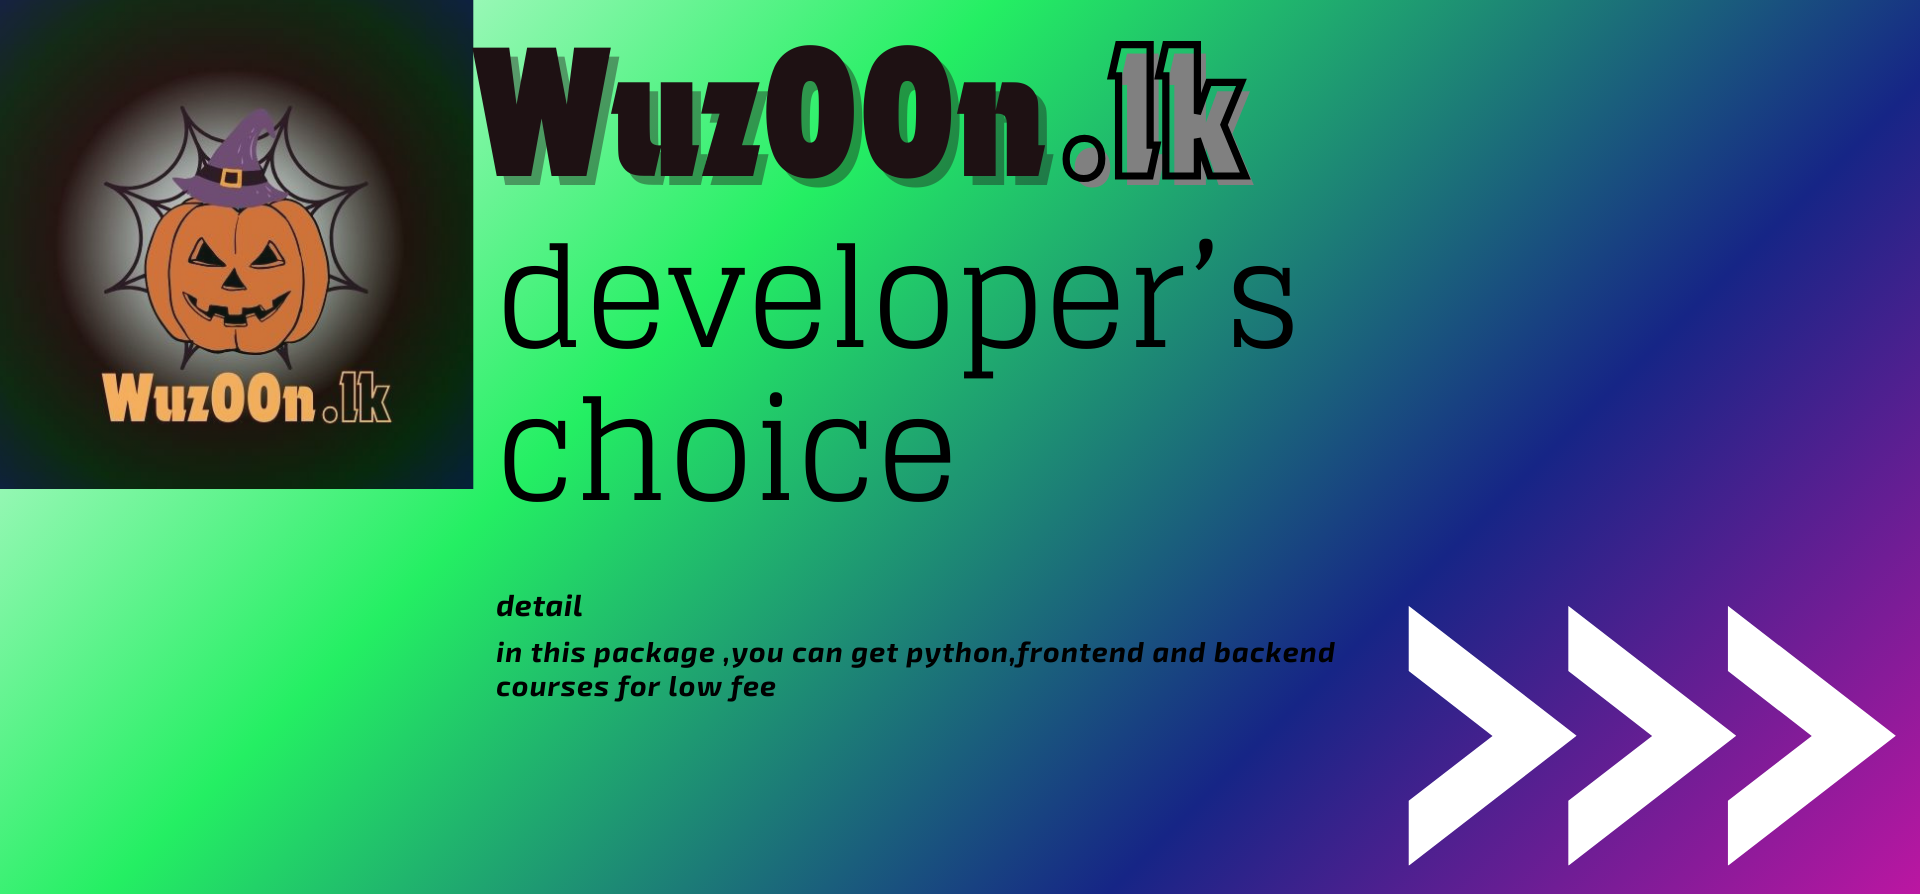 Wuz00n.lk
Wuz00n.lk
developer’s
choice
detail
in this package ,you can get python,frontend and backend
courses for low fee